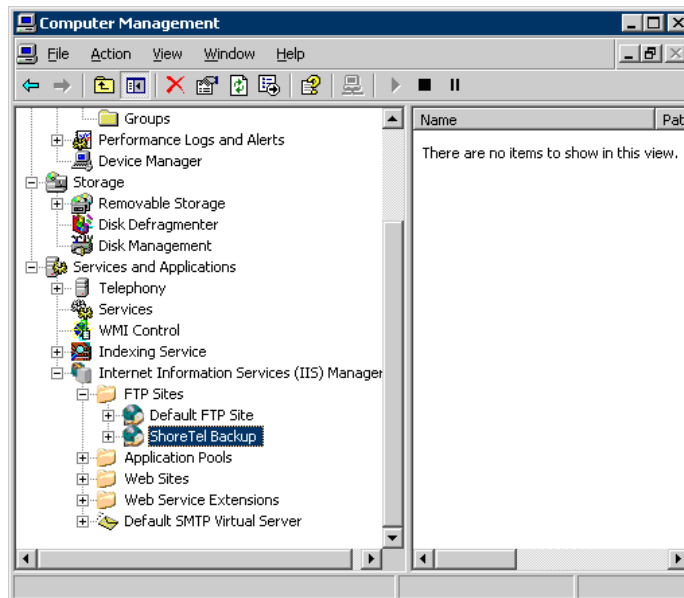 Computer Management
File Action View Window Help
Name Pat
Groups
Performance Logs and Alerts
Device Manager
Storage
Removable Storage
Disk Defragmenter
Disk Management
Services and Applications
Telephony
Services
WMI Control
Indexing Service
Internet Information Services (IIS) Manager
FTP Sites
Default FTP Site
ShoreTel Backup
Application Pools
Web Sites
Web Service Extensions
Default SMTP Virtual Server
There are no items to show in this view.